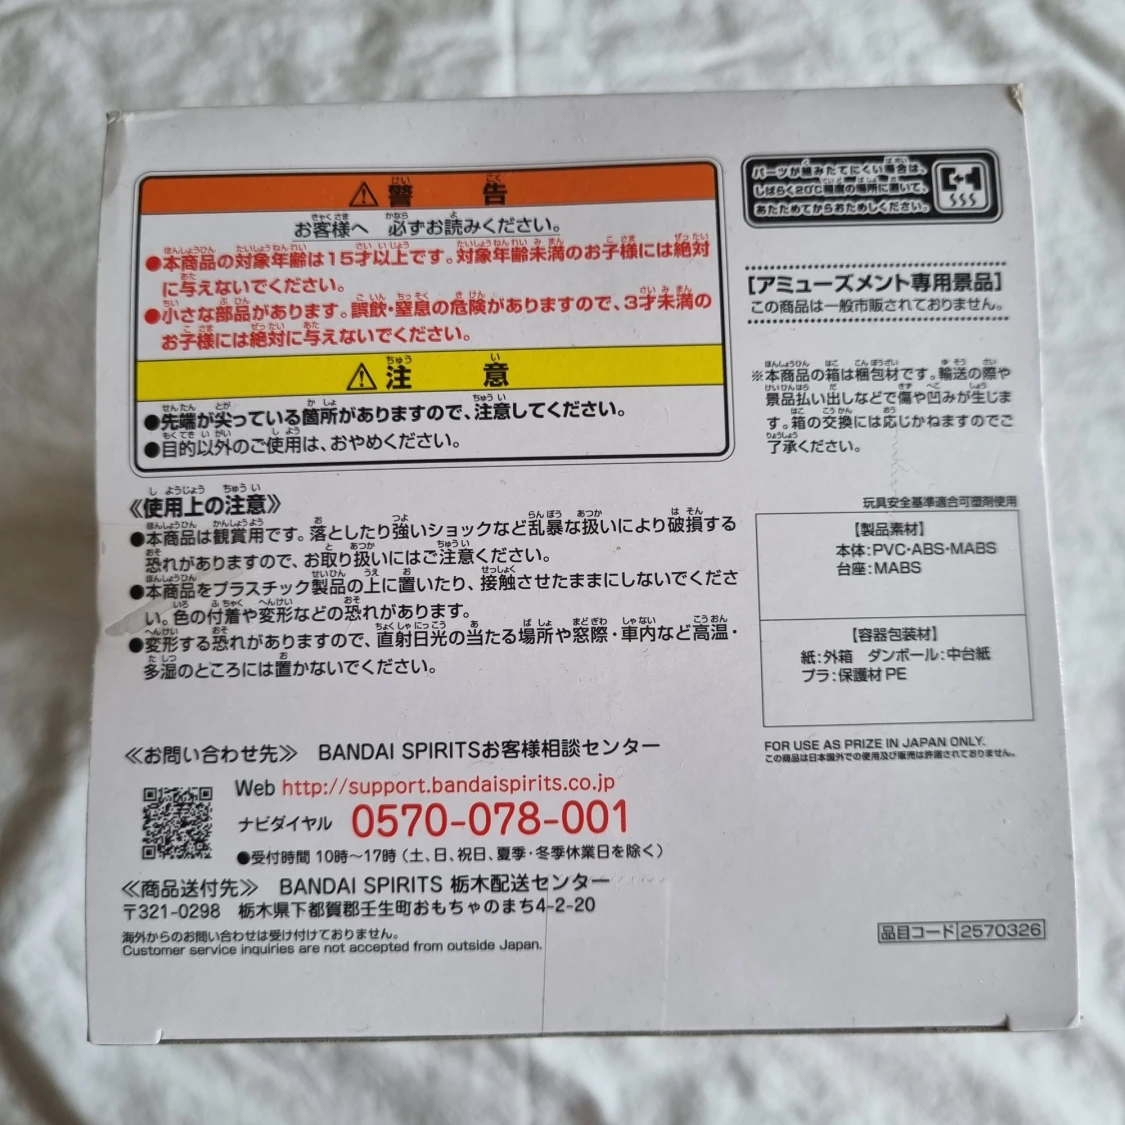 警告
お客様へ 必ずお読みください。
●本商品の対象年齢は15才以上です。対象年齢未満のお子様には絶対
に与えないでください。
●小さな部品があります。誤飲・窒息の危険がありますので、3才未満の
お子様には絶対に与えないでください。
注意
●先端が尖っている箇所がありますので、注意してください。
●目的以外のご使用は、おやめください。
《使用上の注意》
●本商品は観賞用です。落としたり強いショックなど乱暴な扱いにより破損する
恐れがありますので、お取り扱いにはご注意ください。
●本商品をプラスチック製品の上に置いたり、接触させたままにしないでくださ
い。色の付着や変形などの恐れがあります。
●変形する恐れがありますので、直射日光の当たる場所や窓際・車内など高温・
多湿のところには置かないでください。
≪お問い合わせ先≫ BANDAI SPIRITSお客様相談センター
Web http://support.bandaispirits.co.jp
ナビダイヤル 0570-078-001
●受付時間 10時〜17時(土、日、祝日、夏季・冬季休業日を除く)
≪商品送付先≫ BANDAI SPIRITS 栃木配送センター
〒321-0298 栃木県下都賀郡壬生町おもちゃのまち4-2-20
海外からのお問い合わせは受け付けておりません。
Customer service inquiries are not accepted from outside Japan.
パーツが組みたてにくい場合は、
しばらく20℃程度の場所に置いて、
あたためてからおためしください。
[アミューズメント専用景品]
この商品は一般市販されておりません。
※本商品の箱は梱包材です。輸送の際や
景品払い出しなどで傷や凹みが生じま
す。箱の交換には応じかねますのでご
了承ください。
玩具安全基準適合可塑剤使用
【製品素材】
本体:PVC・ABS・MABS
台座:MABS
【容器包装材】
紙:外箱 ダンボール:中台紙
プラ:保護材 PE
FOR USE AS PRIZE IN JAPAN ONLY.
この商品は日本国外での使用及び販売は許諾されておりません。
品目コード 2570326